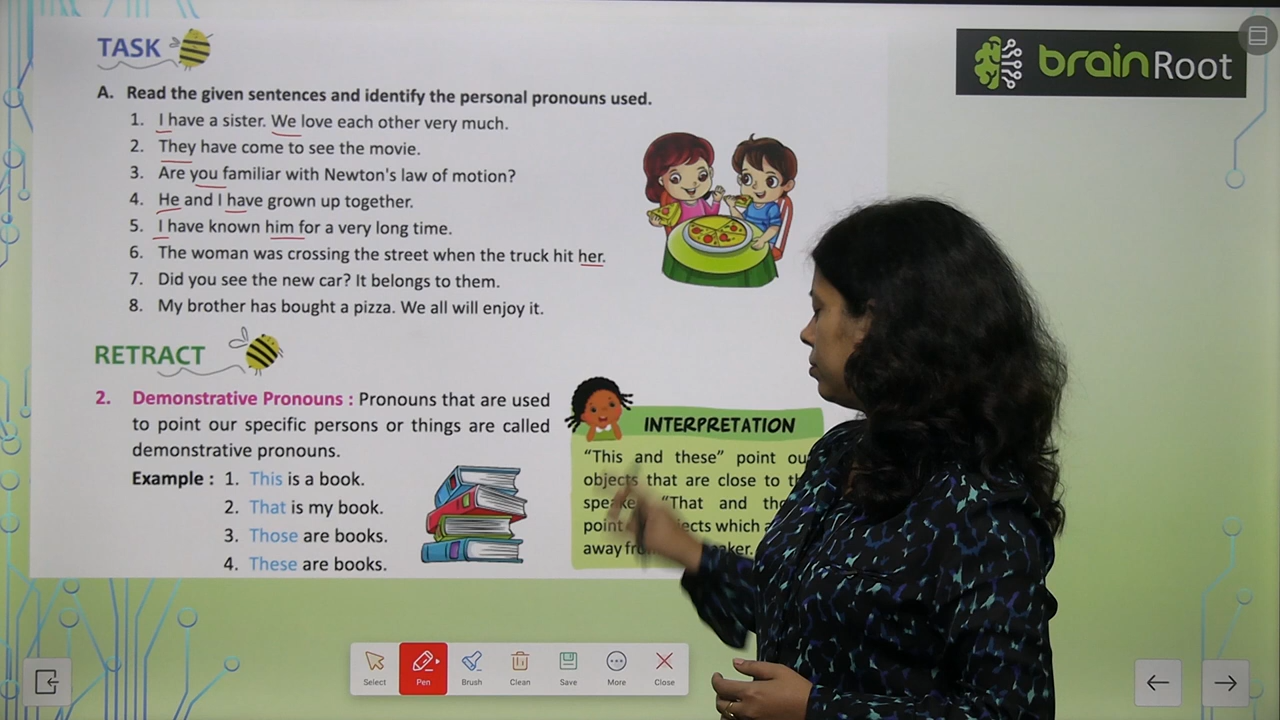 TASK
brainRoot
A. Read the given sentences and identify the personal pronouns used.
1. I have a sister. We love each other very much.
2. They have come to see the movie.
3. Are you familiar with Newton's law of motion?
4. He and I have grown up together.
5. I have known him for a very long time.
6. The woman was crossing the street when the truck hit her.
7. Did you see the new car? It belongs to them.
8. My brother has bought a pizza. We all will enjoy it.
RETRACT
2. Demonstrative Pronouns : Pronouns that are used
to point our specific persons or things are called
demonstrative pronouns.
Example : 1. This is a book.
2. That is my book.
3. Those are books.
4. These are books.
INTERPRETATION
“This and these” point
objects that are close to
“That and
point which
away
Select Pen Brush Clean Save More Close